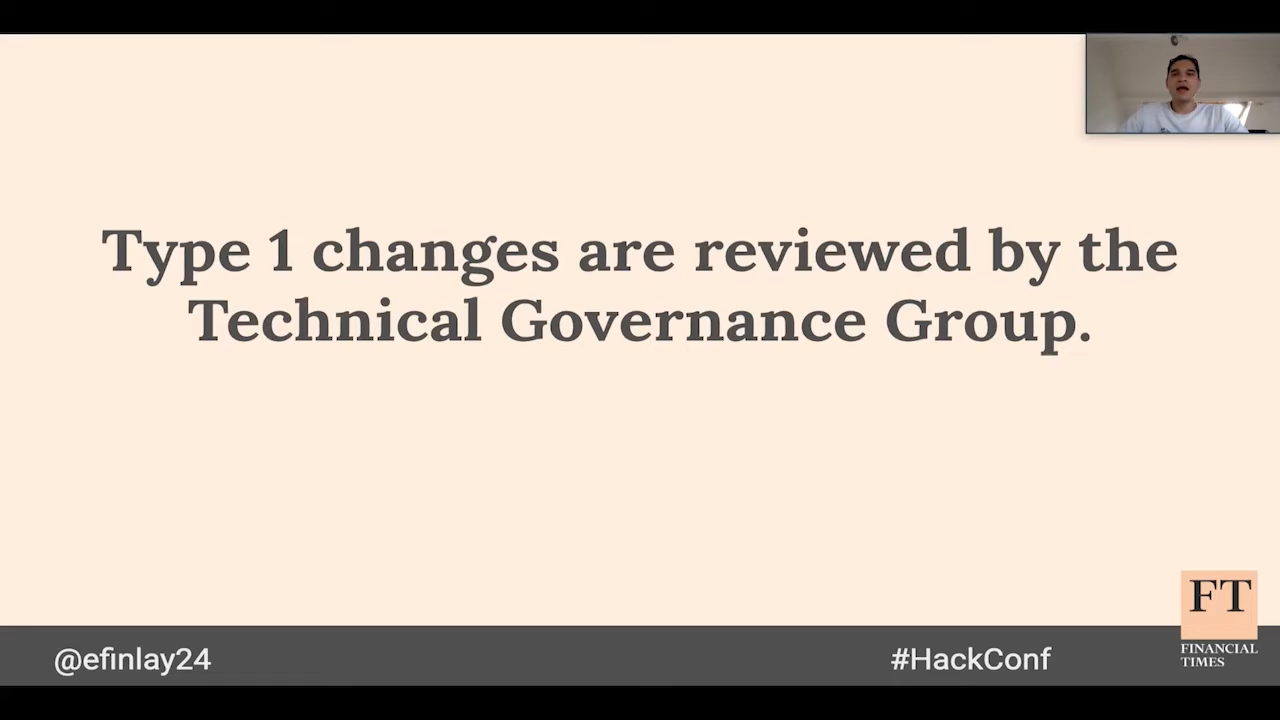 Type 1 changes are reviewed by the
Technical Governance Group.
FT
FINANCIAL
TIMES
@efinlay24
#HackConf